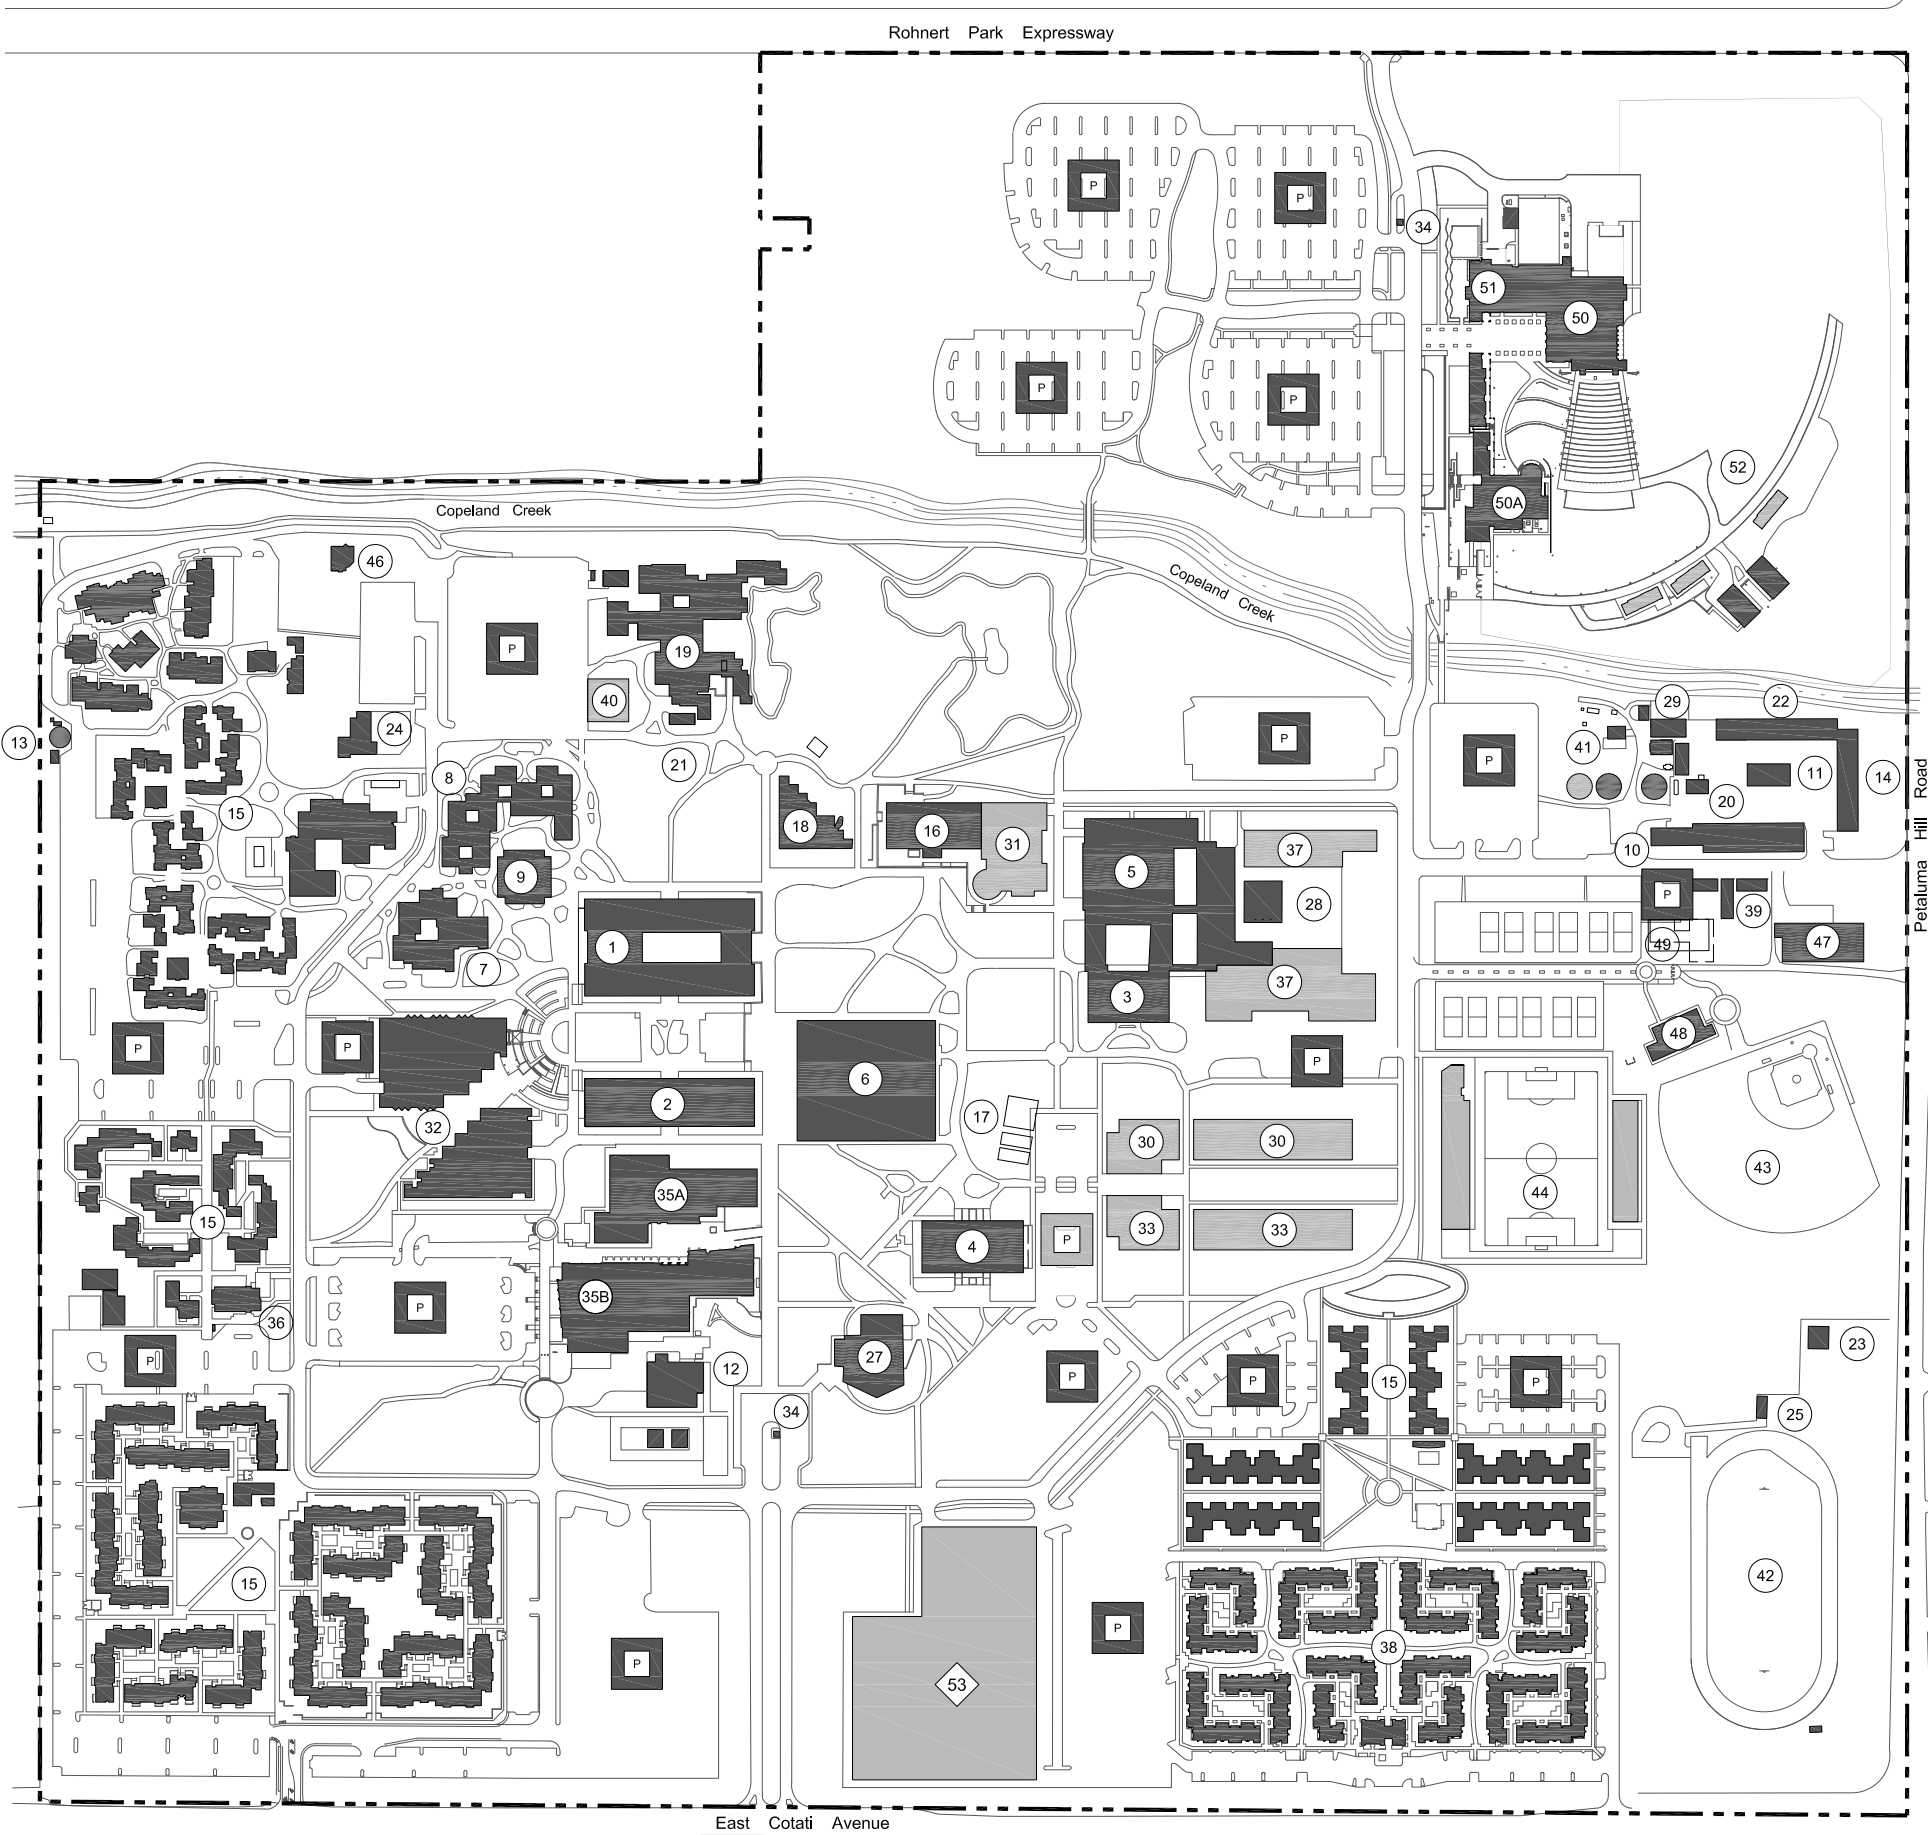 Rohnert Park Expressway
P
P
34
51
50
P
P
52
50A
Copeland Creek
46
Copeland Creek
P
19
40
24
29
22
13
P
41
P
11
14
Petaluma Hill Road
21
8
20
15
18
16
31
37
10
5
9
28
P
39
1
49
47
7
37
3
48
P
P
P
6
2
17
32
30
30
43
35A
44
15
33
33
4
P
35B
P
36
23
27
P
12
P
P
P
15
34
25
15
42
P
38
P
53
East Cotati Avenue